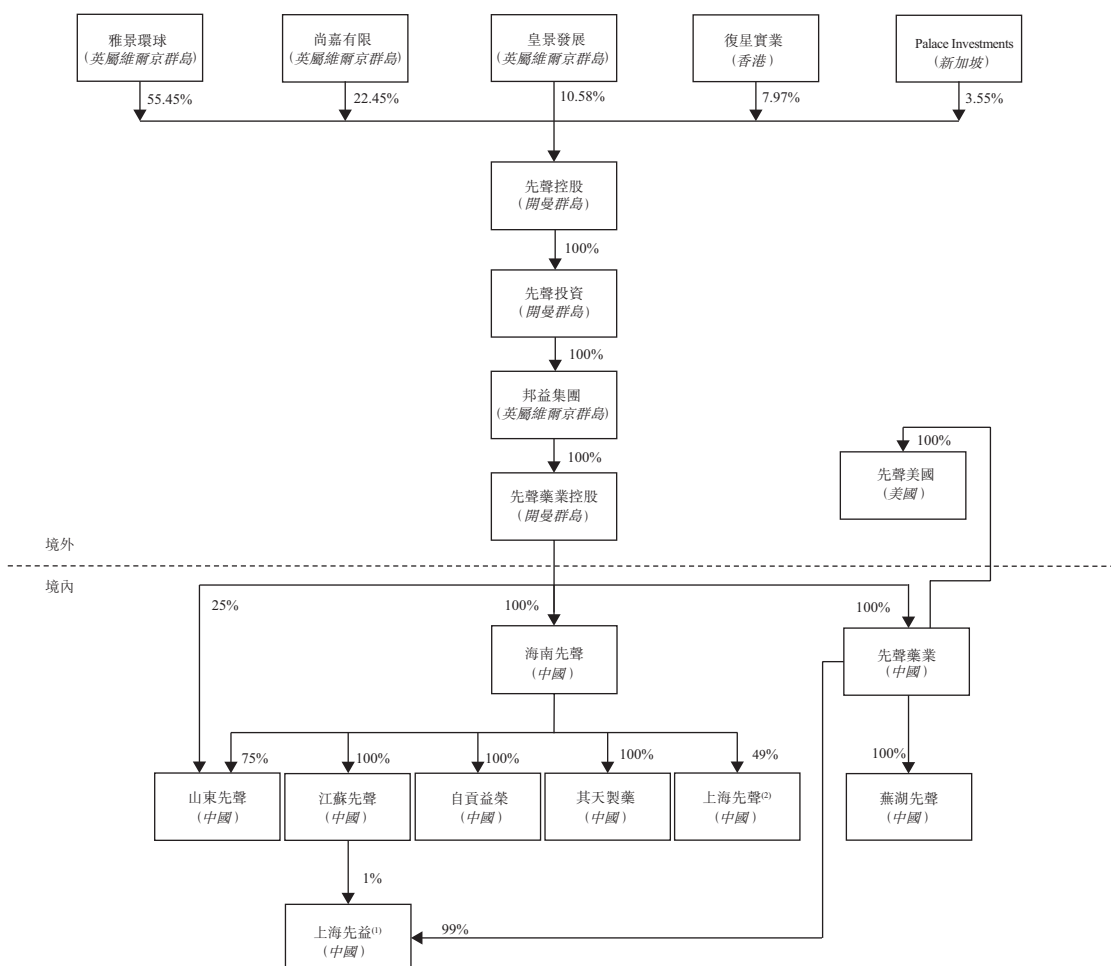 雅景環球
(英屬維爾京群島)
尚嘉有限
(英屬維爾京群島)
皇景發展
(英屬維爾京群島)
復星實業
(香港)
Palace Investments
(新加坡)
55.45%
22.45%
10.58%
7.97%
3.55%
先聲控股
(開曼群島)
100%
先聲投資
(開曼群島)
100%
邦益集團
(英屬維爾京群島)
100%
100%
先聲藥業控股
(開曼群島)
先聲美國
(美國)
境外
境內
25%
100%
100%
海南先聲
(中國)
先聲藥業
(中國)
75%
100%
100%
100%
49%
100%
山東先聲
(中國)
江蘇先聲
(中國)
自貢益榮
(中國)
其天製藥
(中國)
上海先聲(2)
(中國)
蕪湖先聲
(中國)
1%
上海先益(1)
(中國)
99%